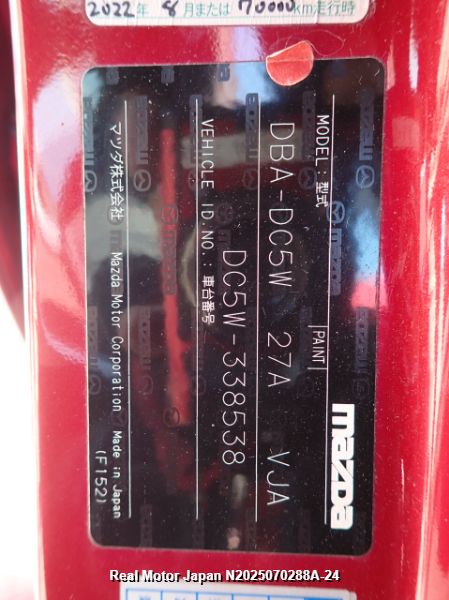 2022年 8月または 70000km走行時
mazda
MODEL:型式 PAINT
DBA-DC5W 27A VJA
VEHICLE ID NO.:車台番号
DC5W-338538
マツダ株式会社 Mazda Motor Corporation Made in Japan
(F152)
Real Motor Japan N2025070288A-24